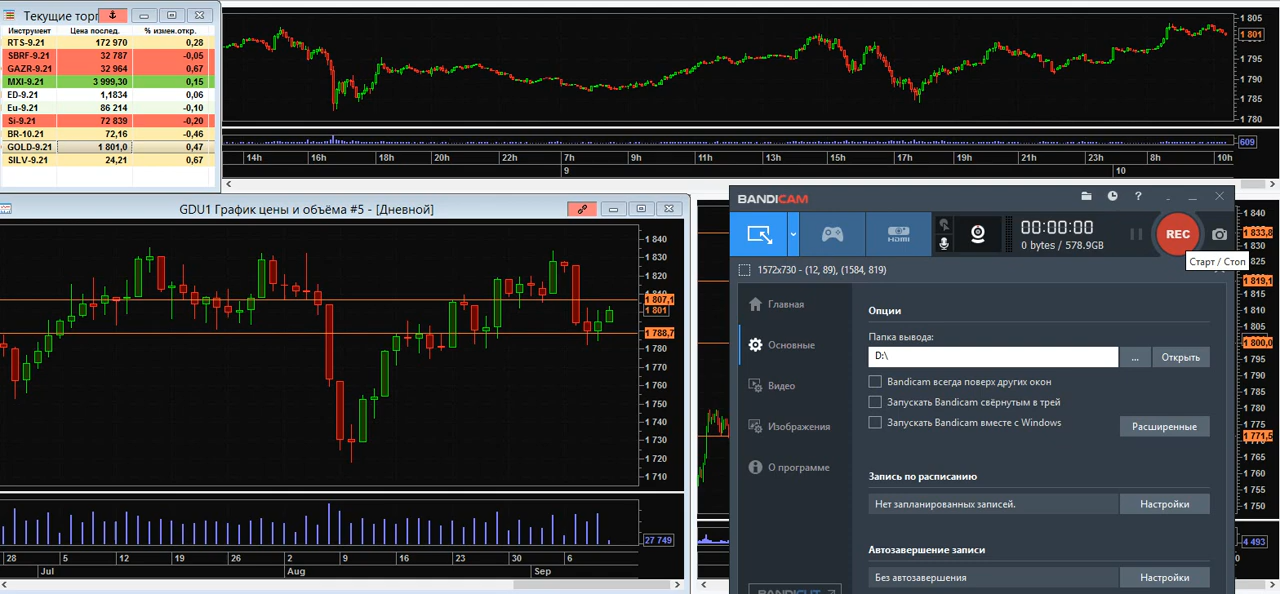 Текущие торг
Инструмент Цена послед. % измен.откр.
RTS-9.21 172 970 0,28
SBRF-9.21 32 787 -0,05
GAZR-9.21 32 964 0,67
MXI-9.21 3 999,30 0,15
ED-9.21 1,1834 0,06
Eu-9.21 86 214 -0,10
Si-9.21 72 839 -0,20
BR-10.21 72,16 -0,46
GOLD-9.21 1 801,0 0,47
SILV-9.21 24,21 0,67
1 805
1 801
1 795
1 790
1 785
1 780
609
14h 16h 18h 20h 22h 7h 9h 11h 13h 15h 17h 19h 21h 23h 8h 10h
9 10
GDU1 График цены и объёма #5 - [Дневной]
1 840
1 830
1 820
1 810
1 807,1
1 801
1 788,7
1 780
1 770
1 760
1 750
1 740
1 730
1 720
1 710
27 749
28 5 12 19 26 2 9 16 23 30 6
Jul Aug Sep
BANDICAM
?
HDMI
00:00:00
0 bytes / 578.9GB
REC
Старт / Стоп
1572x730 - (12, 89), (1584, 819)
Главная
Основные
Видео
Изображения
О программе
Опции
Папка вывода:
D:\
...
Открыть
Bandicam всегда поверх других окон
Запускать Bandicam свёрнутым в трей
Запускать Bandicam вместе с Windows
Расширенные
Запись по расписанию
Нет запланированных записей.
Настройки
Автозавершение записи
Без автозавершения
Настройки
BANDICUT
1 840
1 833,8
1 825
1 819,1
1 815
1 810
1 805
1 800,0
1 795
1 790
1 785
1 780
1 771,5
1 765
1 760
1 755
1 750
4 493